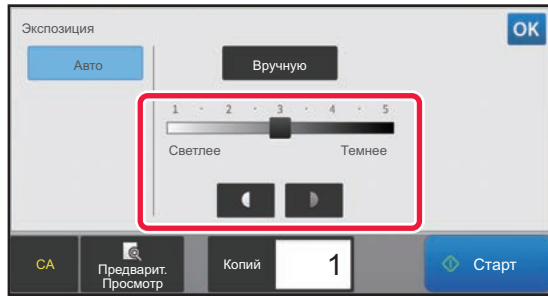 Экспозиция
OK
Авто
Вручную
1 · 2 · 3 · 4 · 5
Светлее Темнее
CA
Предварит.
Просмотр
Копий
1
Старт